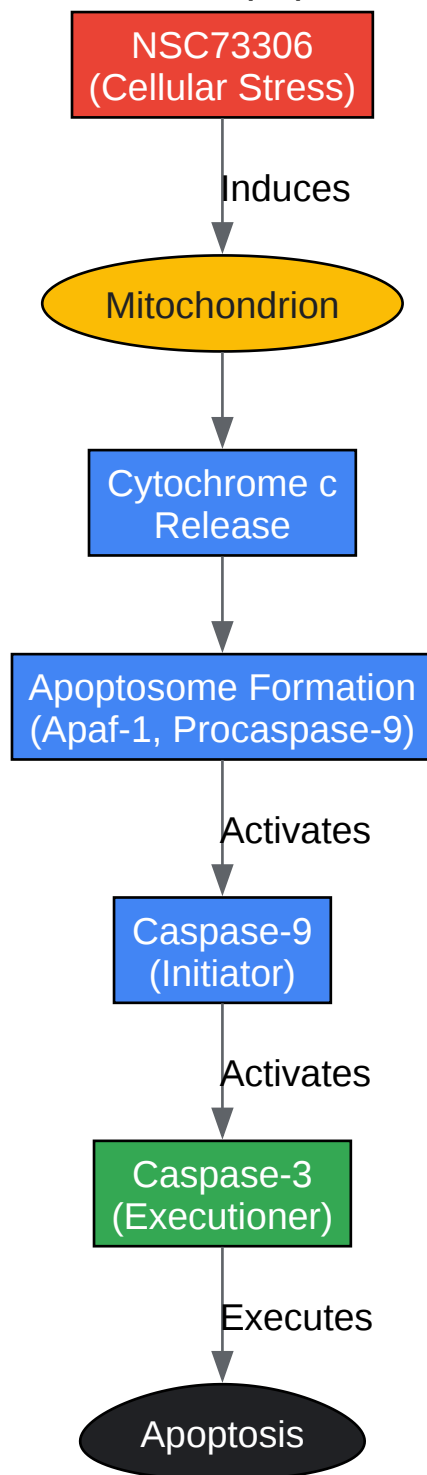 NSC73306
(Cellular Stress)
Induces
Mitochondrion
Cytochrome c
Release
Apoptosome Formation
(Apaf-1, Procaspase-9)
Activates
Caspase-9
(Initiator)
Activates
Caspase-3
(Executioner)
Executes
Apoptosis